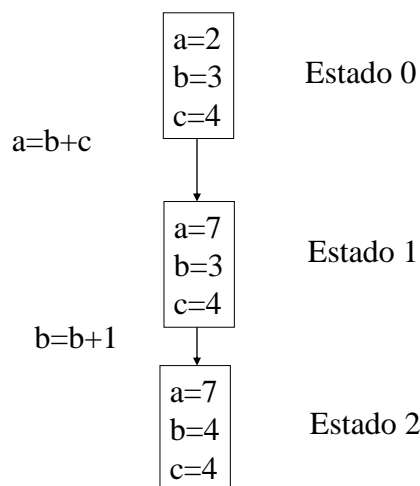 a=2
b=3
c=4
Estado 0
a=b+c
a=7
b=3
c=4
Estado 1
b=b+1
a=7
b=4
c=4
Estado 2